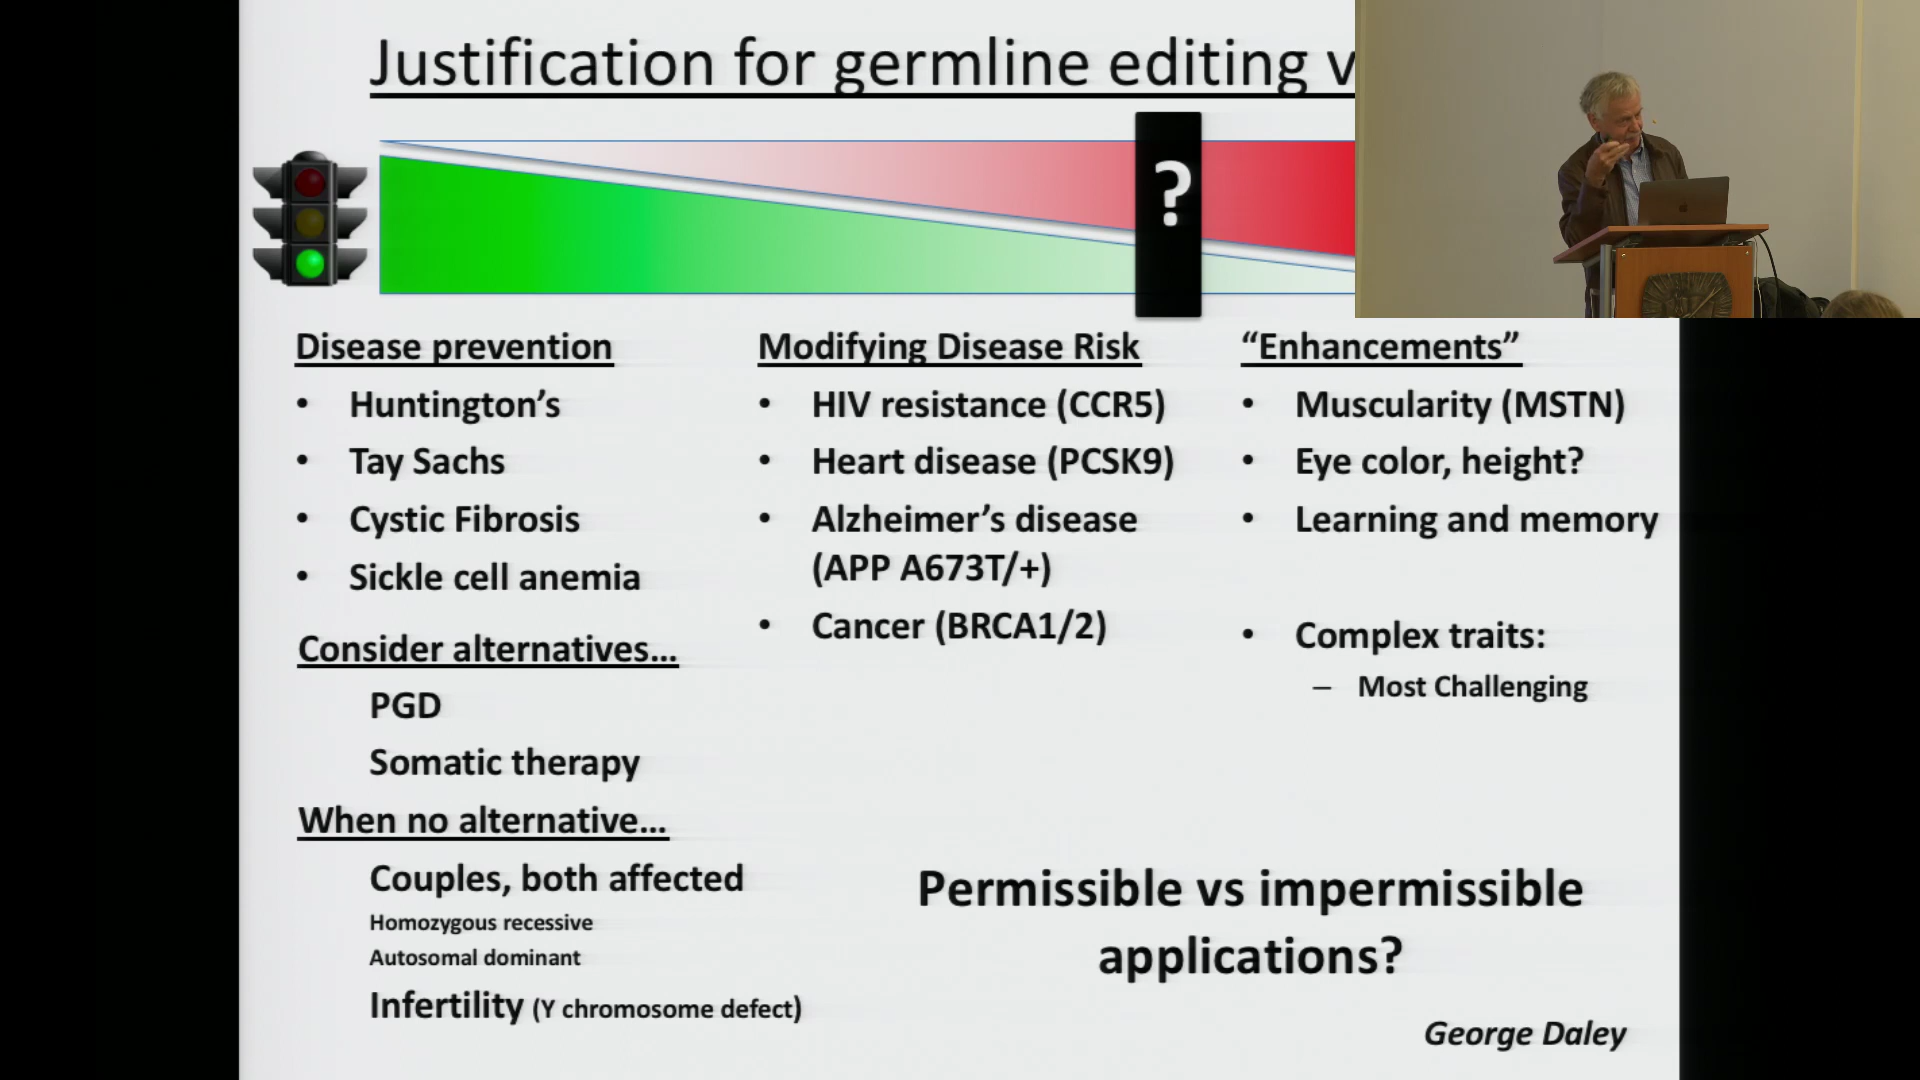 Justification for germline editing v
?
Disease prevention
• Huntington’s
• Tay Sachs
• Cystic Fibrosis
• Sickle cell anemia
Consider alternatives...
PGD
Somatic therapy
When no alternative...
Couples, both affected
Homozygous recessive
Autosomal dominant
Infertility (Y chromosome defect)
Modifying Disease Risk
• HIV resistance (CCR5)
• Heart disease (PCSK9)
• Alzheimer’s disease
(APP A673T/+)
• Cancer (BRCA1/2)
“Enhancements”
• Muscularity (MSTN)
• Eye color, height?
• Learning and memory
• Complex traits:
– Most Challenging
Permissible vs impermissible
applications?
George Daley